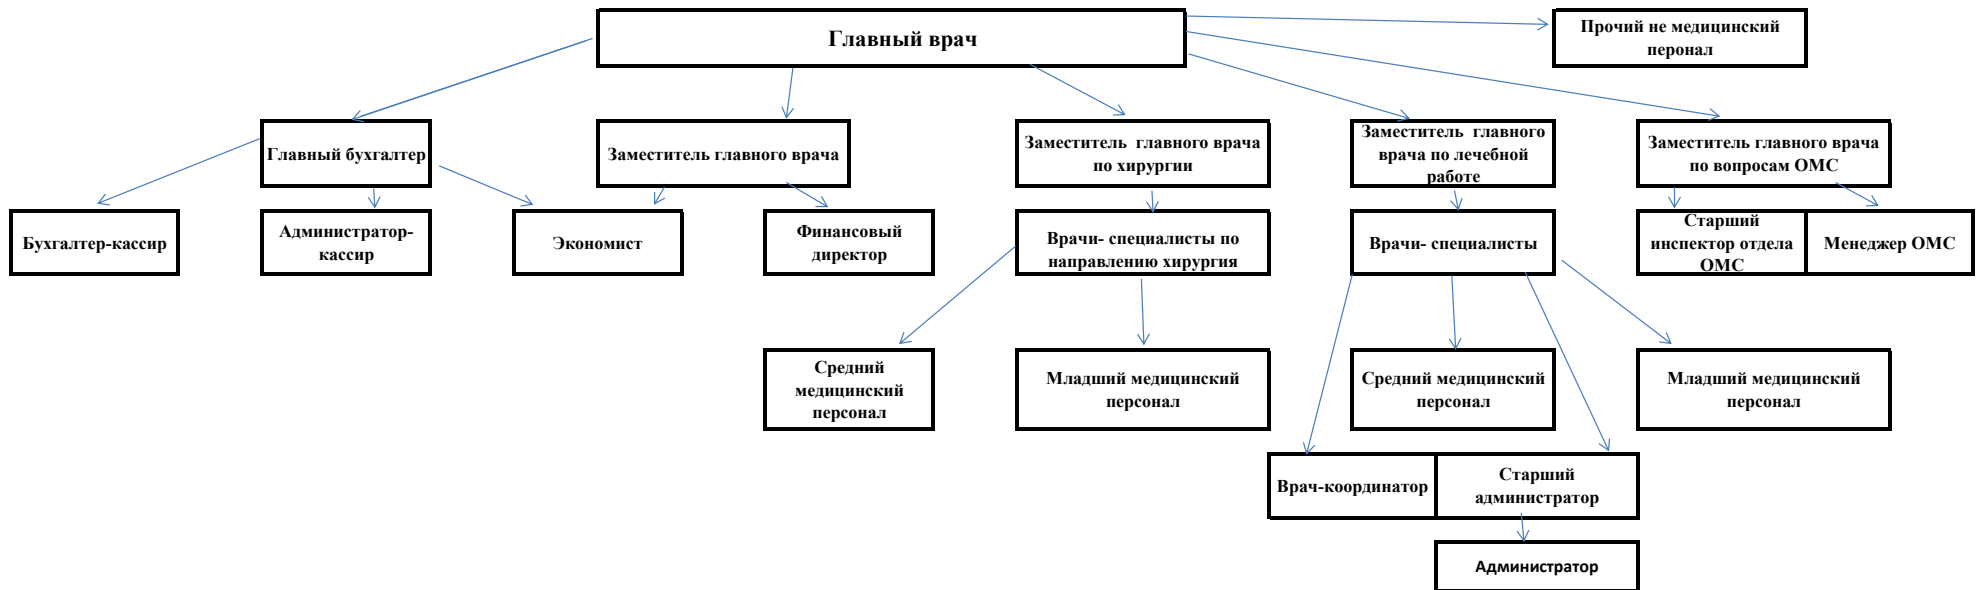 Главный врач
Прочий не медицинский
перонал
Главный бухгалтер
Заместитель главного врача
Заместитель главного врача
по хирургии
Заместитель главного
врача по лечебной
работе
Заместитель главного врача
по вопросам ОМС
Бухгалтер-кассир
Администратор-
кассир
Экономист
Финансовый
директор
Врачи- специалисты по
направлению хирургия
Врачи- специалисты
Старший
инспектор отдела
ОМС
Менеджер ОМС
Средний
медицинский
персонал
Младший медицинский
персонал
Средний медицинский
персонал
Младший медицинский
персонал
Врач-координатор
Старший
администратор
Администратор